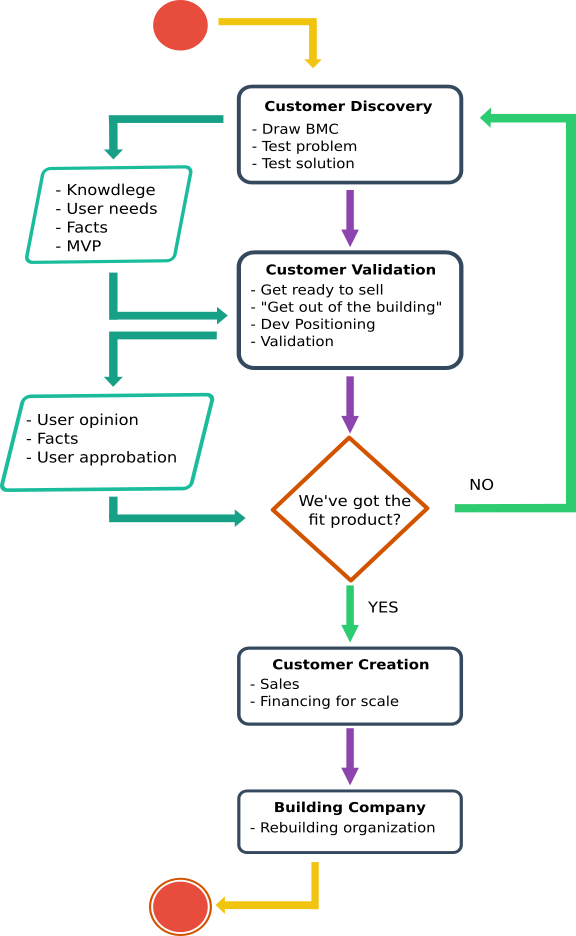 Customer Discovery
- Draw BMC
- Test problem
- Test solution
- Knowdlege
- User needs
- Facts
- MVP
Customer Validation
- Get ready to sell
- "Get out of the building"
- Dev Positioning
- Validation
- User opinion
- Facts
- User approbation
We've got the
fit product?
NO
YES
Customer Creation
- Sales
- Financing for scale
Building Company
- Rebuilding organization